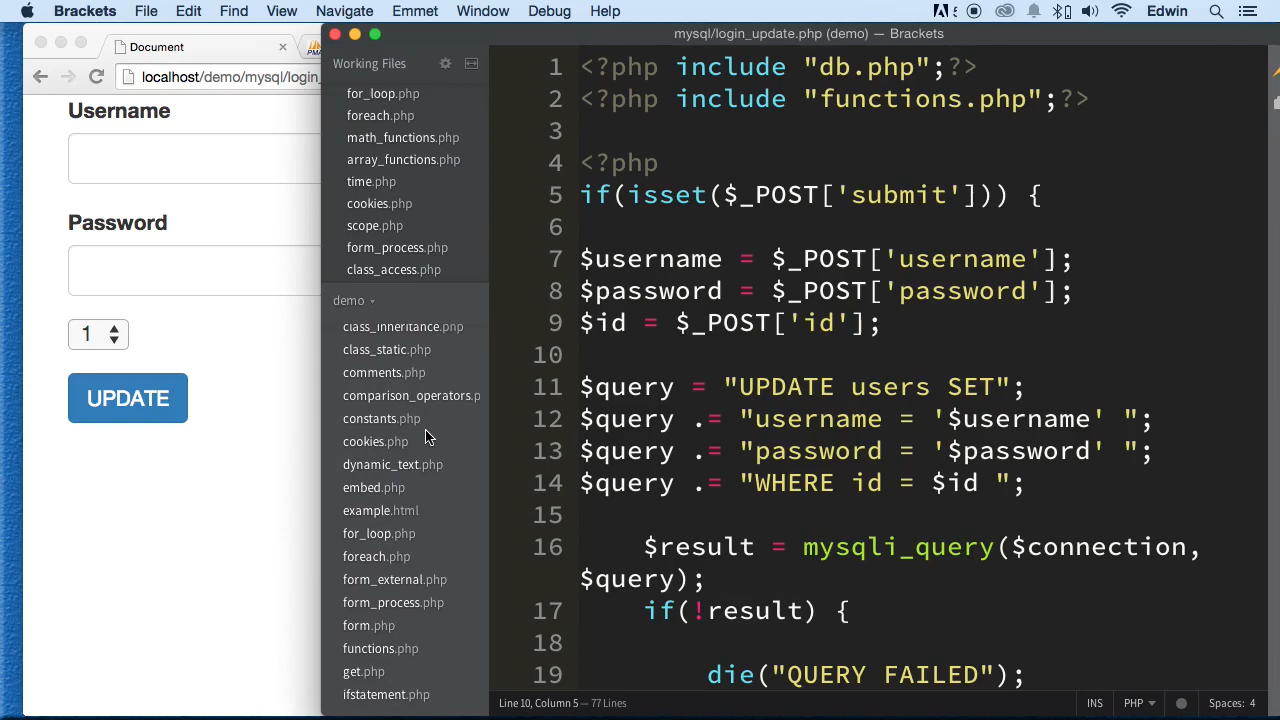 Brackets File Edit Find View Navigate Emmet Window Debug Help Edwin
Document
localhost/demo/mysql/login_
Username
Password
1
UPDATE
mysql/login_update.php (demo) — Brackets
Working Files
for_loop.php
foreach.php
math_functions.php
array_functions.php
time.php
cookies.php
scope.php
form_process.php
class_access.php
demo
class_inheritance.php
class_static.php
comments.php
comparison_operators.p
constants.php
cookies.php
dynamic_text.php
embed.php
example.html
for_loop.php
foreach.php
form_external.php
form_process.php
form.php
functions.php
get.php
ifstatement.php
1 <?php include "db.php";?>
2 <?php include "functions.php";?>
3
4 <?php
5 if(isset($_POST['submit'])) {
6
7 $username = $_POST['username'];
8 $password = $_POST['password'];
9 $id = $_POST['id'];
10
11 $query = "UPDATE users SET";
12 $query .= "username = '$username' ";
13 $query .= "password = '$password' ";
14 $query .= "WHERE id = $id ";
15
16 $result = mysqli_query($connection,
$query);
17 if(!result) {
18
19 die("QUERY FAILED");
Line 10, Column 5 — 77 Lines INS PHP Spaces: 4